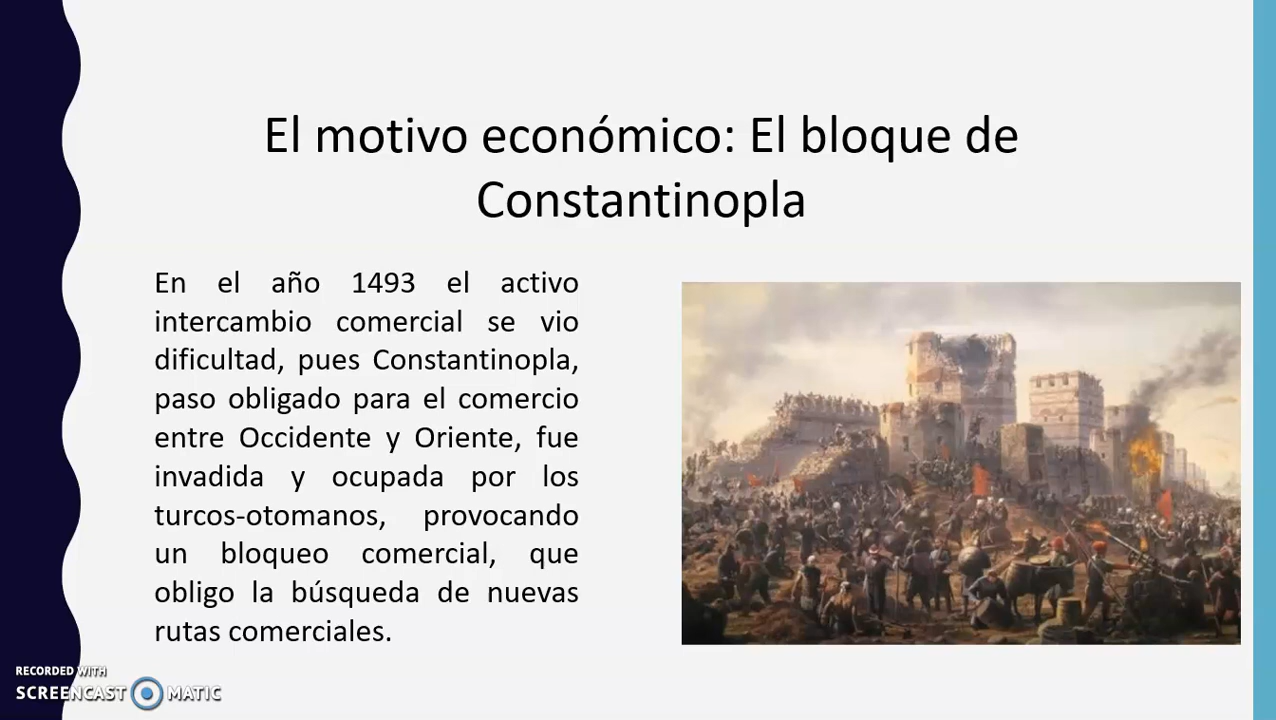 El motivo económico: El bloque de
Constantinopla
En el año 1493 el activo
intercambio comercial se vio
dificultad, pues Constantinopla,
paso obligado para el comercio
entre Occidente y Oriente, fue
invadida y ocupada por los
turcos-otomanos, provocando
un bloqueo comercial, que
obligo la búsqueda de nuevas
rutas comerciales.
RECORDED WITH
SCREENCAST MATIC